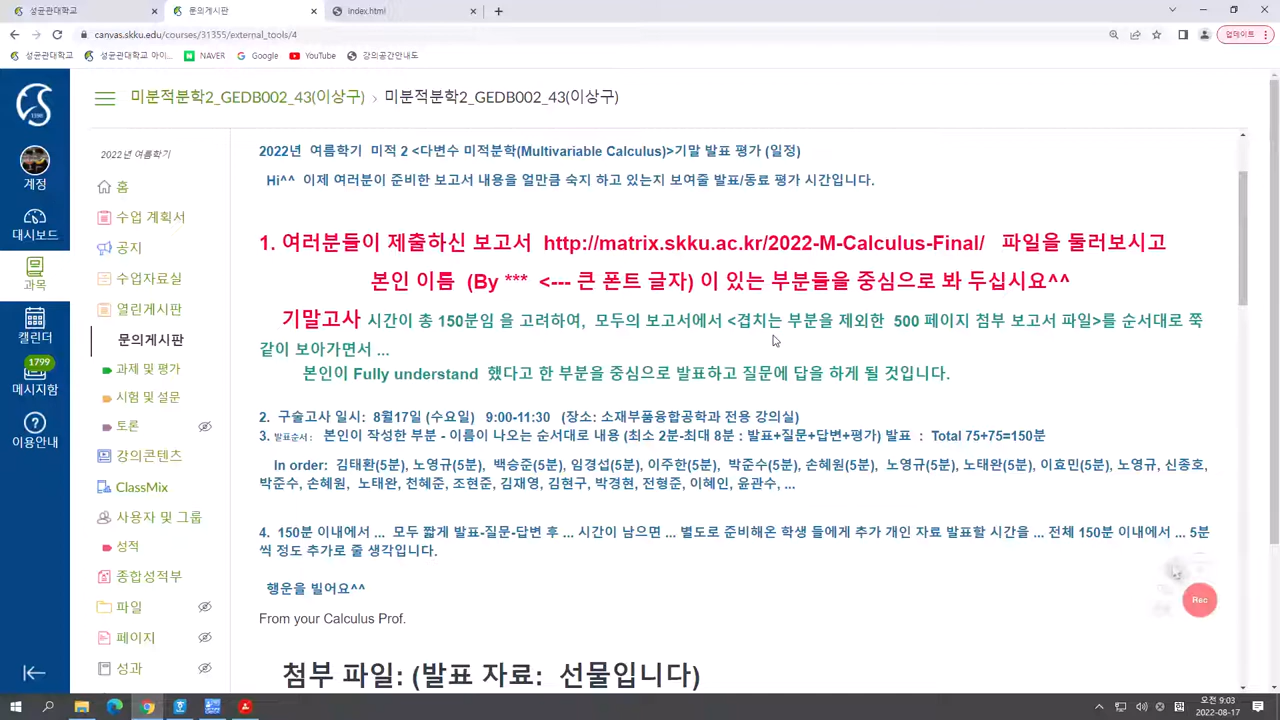 성균관대학교
문의게시판
Index.html
canvas.skku.edu/courses/31355/external_tools/4
업데이트
성균관대학교
성균관대학교 아이...
NAVER
Google
YouTube
강의공간안내도
미분적분학2_GEDB002_43(이상구) › 미분적분학2_GEDB002_43(이상구)
계정
대시보드
과목
캘린더
1799
메시지함
이용안내
2022년 여름학기
홈
수업 계획서
공지
수업자료실
열린게시판
문의게시판
과제 및 평가
시험 및 설문
토론
강의콘텐츠
ClassMix
사용자 및 그룹
성적
종합성적부
파일
페이지
성과
2022년 여름학기 미적 2 <다변수 미적분학(Multivariable Calculus)>기말 발표 평가 (일정)
Hi^^ 이제 여러분이 준비한 보고서 내용을 얼만큼 숙지 하고 있는지 보여줄 발표/동료 평가 시간입니다.
1. 여러분들이 제출하신 보고서 http://matrix.skku.ac.kr/2022-M-Calculus-Final/ 파일을 둘러보시고
본인 이름 (By *** <--- 큰 폰트 글자) 이 있는 부분들을 중심으로 봐 두십시요^^
기말고사 시간이 총 150분임 을 고려하여, 모두의 보고서에서 <겹치는 부분을 제외한 500 페이지 첨부 보고서 파일>를 순서대로 쭉
같이 보아가면서 ...
본인이 Fully understand 했다고 한 부분을 중심으로 발표하고 질문에 답을 하게 될 것입니다.
2. 구술고사 일시: 8월17일 (수요일) 9:00-11:30 (장소: 소재부품융합공학과 전용 강의실)
3. 발표순서 : 본인이 작성한 부분 - 이름이 나오는 순서대로 내용 (최소 2분-최대 8분 : 발표+질문+답변+평가) 발표 : Total 75+75=150분
In order: 김태환(5분), 노영규(5분), 백승준(5분), 임경섭(5분), 이주한(5분), 박준수(5분), 손혜원(5분), 노영규(5분), 노태완(5분), 이효민(5분), 노영규, 신종호,
박준수, 손혜원, 노태완, 천혜준, 조현준, 김재영, 김현구, 박경현, 전형준, 이혜인, 윤관수, ...
4. 150분 이내에서 ... 모두 짧게 발표-질문-답변 후 ... 시간이 남으면 ... 별도로 준비해온 학생 들에게 추가 개인 자료 발표할 시간을 ... 전체 150분 이내에서 ... 5분
씩 정도 추가로 줄 생각입니다.
행운을 빌어요^^
From your Calculus Prof.
첨부 파일: (발표 자료: 선물입니다)
Rec
오전 9:03
2022-08-17